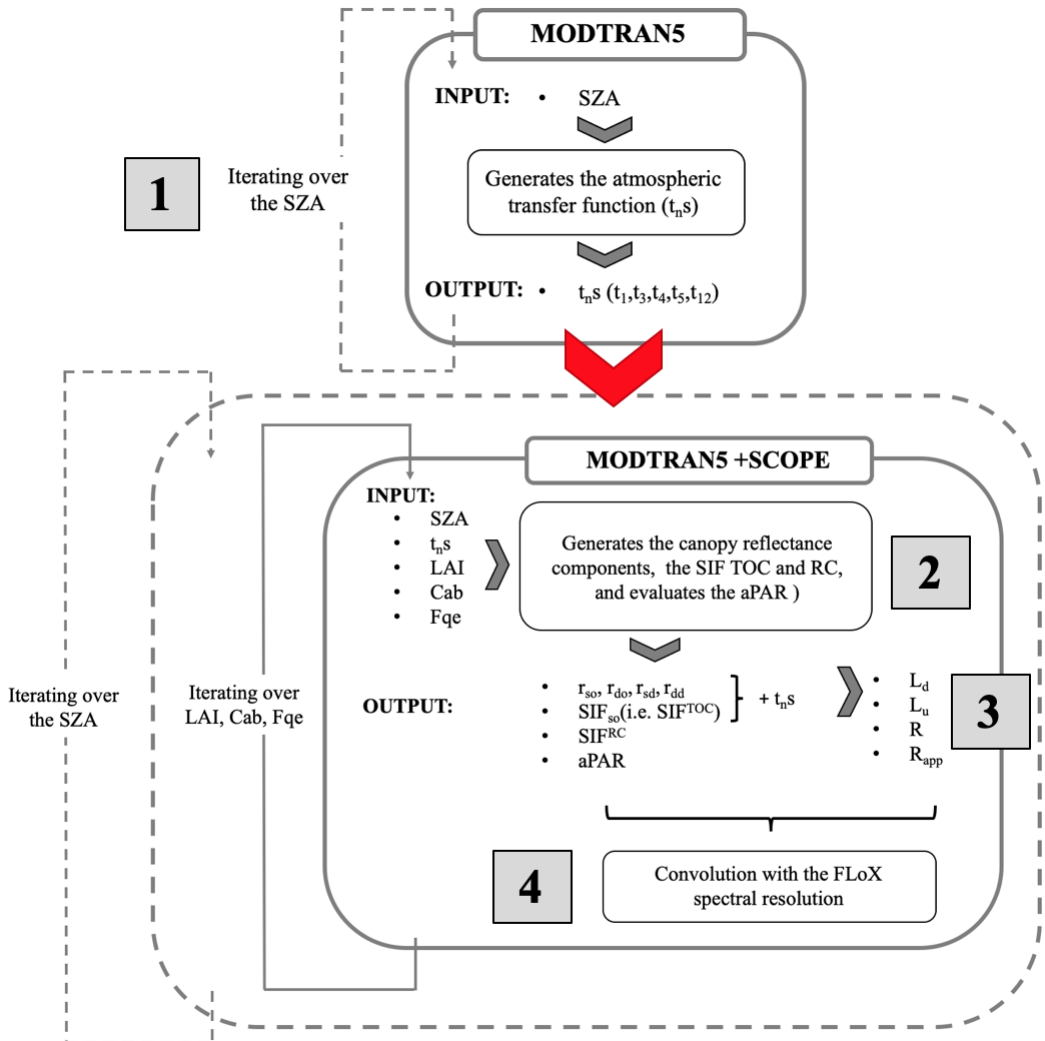 MODTRAN5
INPUT: • SZA
1
Iterating over
the SZA
Generates the atmospheric
transfer function (tₙs)
OUTPUT: • tₙs (t₁,t₃,t₄,t₅,t₁₂)
MODTRAN5 +SCOPE
INPUT:
• SZA
• tₙs
• LAI
• Cab
• Fqe
Generates the canopy reflectance
components, the SIF TOC and RC,
and evaluates the aPAR )
2
Iterating over
the SZA
Iterating over
LAI, Cab, Fqe
OUTPUT:
• rₛₒ, r_do, r_sd, r_dd
• SIFₛₒ(i.e. SIF^TOC)
• SIF^RC
• aPAR
+ tₙs
• L_d
• Lᵤ
• R
• R_app
3
4
Convolution with the FLoX
spectral resolution